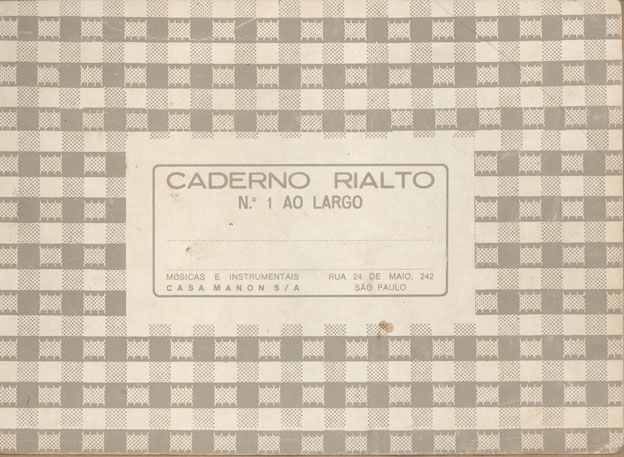 CADERNO RIALTO
N.º 1 AO LARGO
MÚSICAS E INSTRUMENTAIS RUA 24 DE MAIO, 242
CASA MANON S/A SÃO PAULO